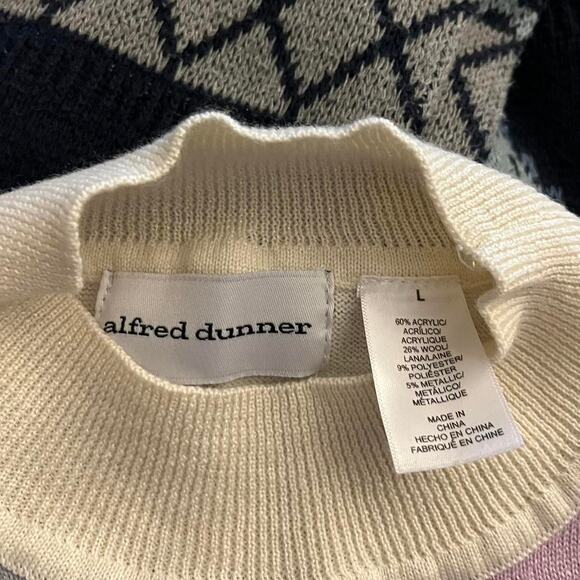 alfred dunner
L
60% ACRYLIC/
ACRÍLICO/
ACRYLIQUE
26% WOOL/
LANA/LAINE
9% POLYESTER/
POLIÉSTER
5% METALLIC/
METÁLICO/
MÉTALLIQUE
MADE IN
CHINA
HECHO EN CHINA
FABRIQUÉ EN CHINE